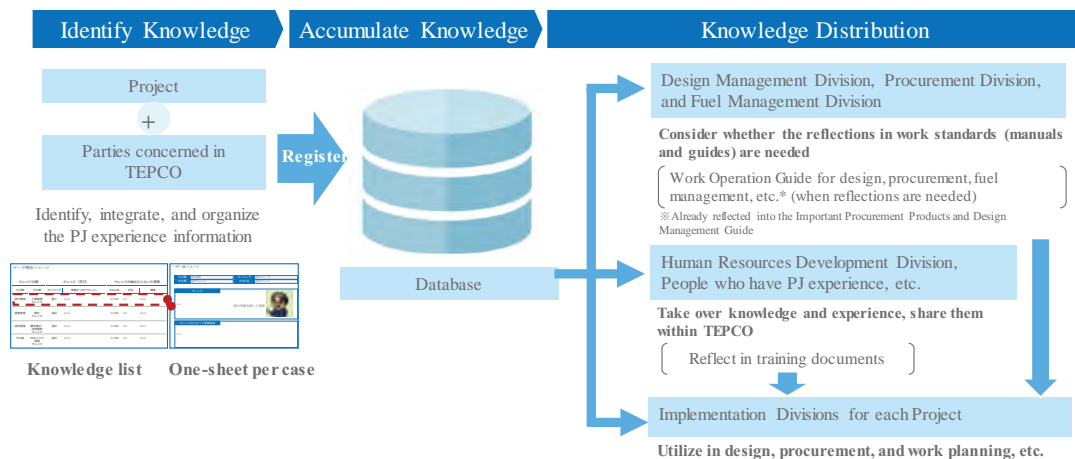 Identify Knowledge
Accumulate Knowledge
Knowledge Distribution
Project
+
Parties concerned in
TEPCO
Identify, integrate, and organize
the PJ experience information
Knowledge list
One-sheet per case
Register
Database
Design Management Division, Procurement Division,
and Fuel Management Division
Consider whether the reflections in work standards (manuals
and guides) are needed
Work Operation Guide for design, procurement, fuel
management, etc.* (when reflections are needed)
※Already reflected into the Important Procurement Products and Design
Management Guide
Human Resources Development Division,
People who have PJ experience, etc.
Take over knowledge and experience, share them
within TEPCO
Reflect in training documents
Implementation Divisions for each Project
Utilize in design, procurement, and work planning, etc.